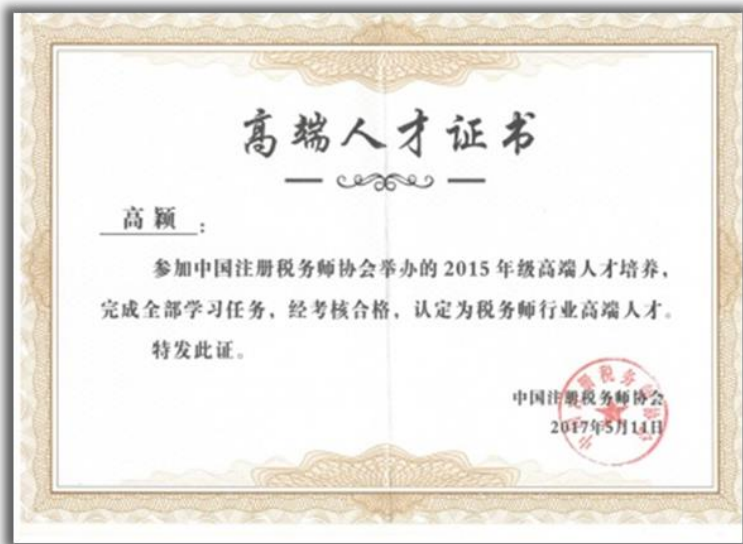 高端人才证书
高颖：
参加中国注册税务师协会举办的2015年级高端人才培养，
完成全部学习任务，经考核合格，认定为税务师行业高端人才。
特发此证。
中国注册税务师协会
2017年5月11日